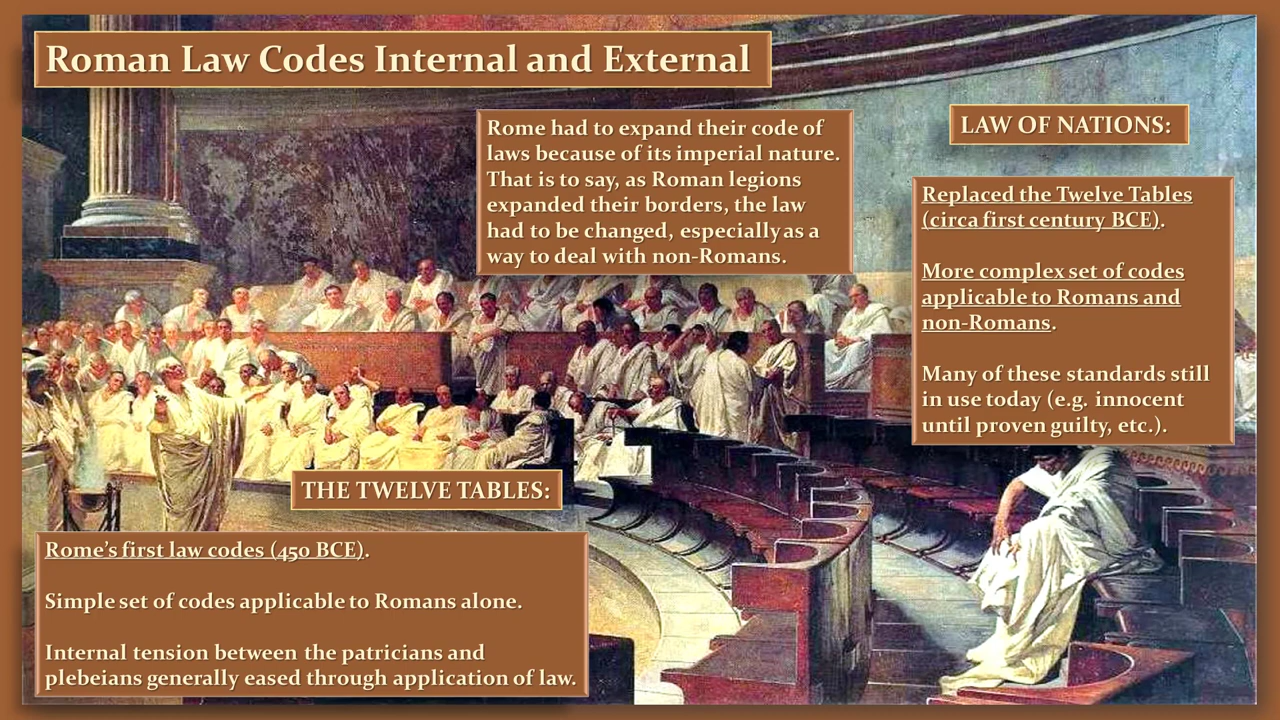 Roman Law Codes Internal and External
Rome had to expand their code of
laws because of its imperial nature.
That is to say, as Roman legions
expanded their borders, the law
had to be changed, especially as a
way to deal with non-Romans.
LAW OF NATIONS:
Replaced the Twelve Tables
(circa first century BCE).
More complex set of codes
applicable to Romans and
non-Romans.
Many of these standards still
in use today (e.g. innocent
until proven guilty, etc.).
THE TWELVE TABLES:
Rome’s first law codes (450 BCE).
Simple set of codes applicable to Romans alone.
Internal tension between the patricians and
plebeians generally eased through application of law.